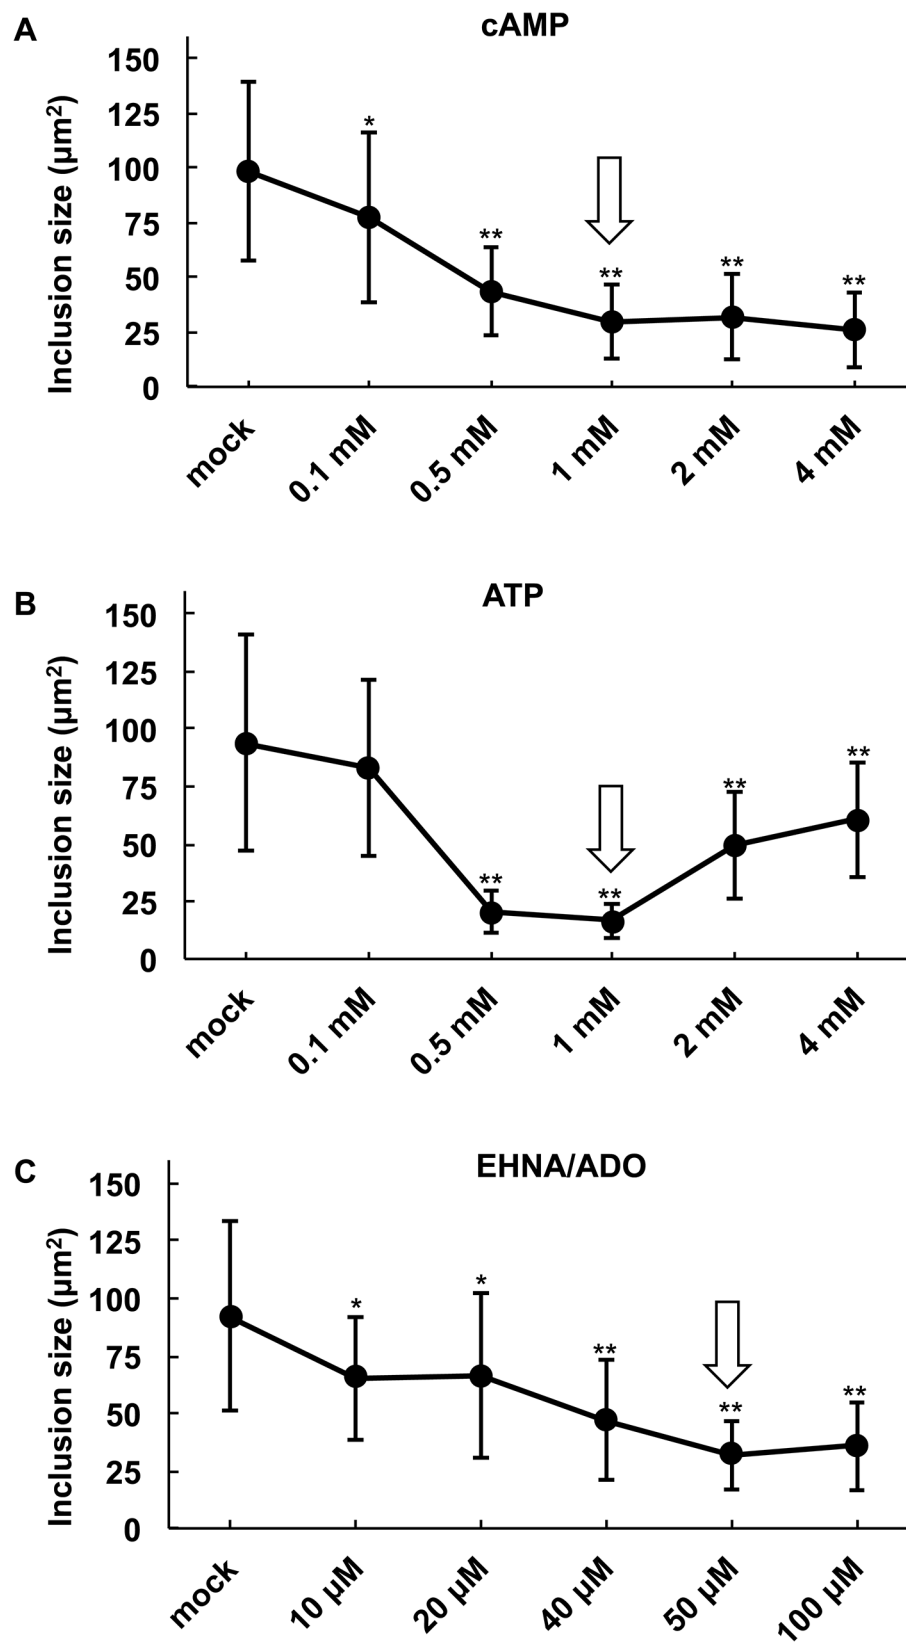 A
cAMP
Inclusion size (µm²)
150
125
100
75
50
25
0
*
**
**
**
**
mock
0.1 mM
0.5 mM
1 mM
2 mM
4 mM
B
ATP
Inclusion size (µm²)
150
125
100
75
50
25
0
**
**
**
**
mock
0.1 mM
0.5 mM
1 mM
2 mM
4 mM
C
EHNA/ADO
Inclusion size (µm²)
150
125
100
75
50
25
0
*
*
**
**
**
mock
10 µM
20 µM
40 µM
50 µM
100 µM